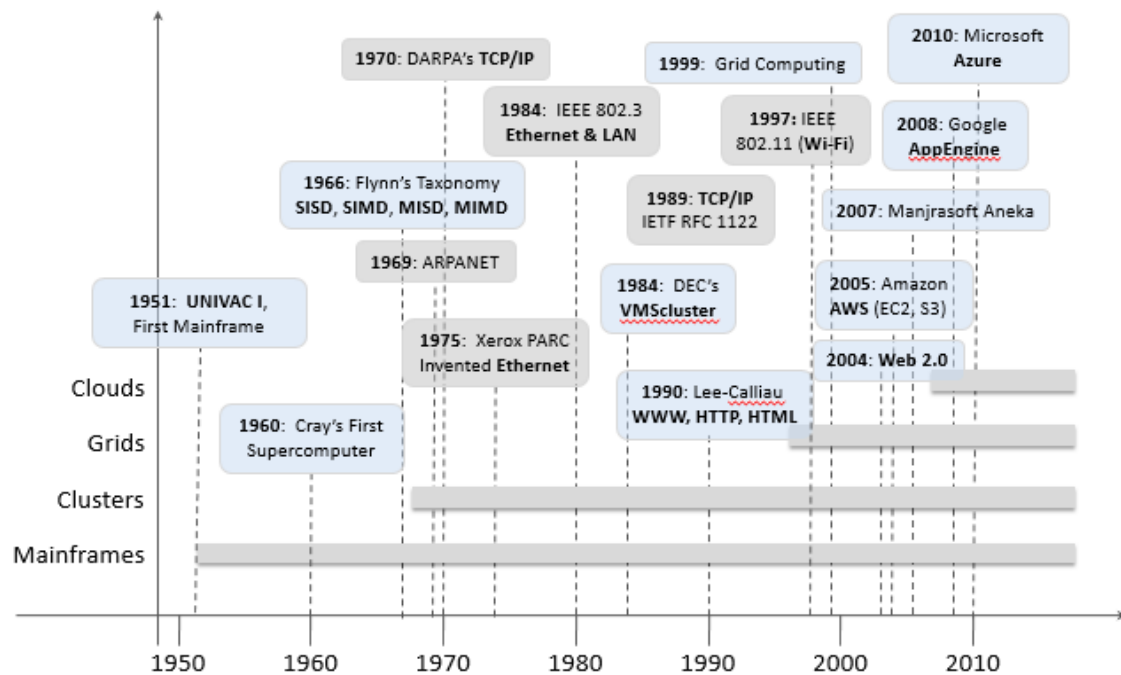 2010: Microsoft
Azure
1970: DARPA's TCP/IP
1999: Grid Computing
1984: IEEE 802.3
Ethernet & LAN
1997: IEEE
802.11 (Wi-Fi)
2008: Google
AppEngine
1966: Flynn's Taxonomy
SISD, SIMD, MISD, MIMD
1989: TCP/IP
IETF RFC 1122
2007: Manjrasoft Aneka
1969: ARPANET
1951: UNIVAC I,
First Mainframe
1984: DEC's
VMScluster
2005: Amazon
AWS (EC2, S3)
1975: Xerox PARC
Invented Ethernet
2004: Web 2.0
Clouds
1990: Lee-Calliau
WWW, HTTP, HTML
1960: Cray's First
Supercomputer
Grids
Clusters
Mainframes
1950 1960 1970 1980 1990 2000 2010